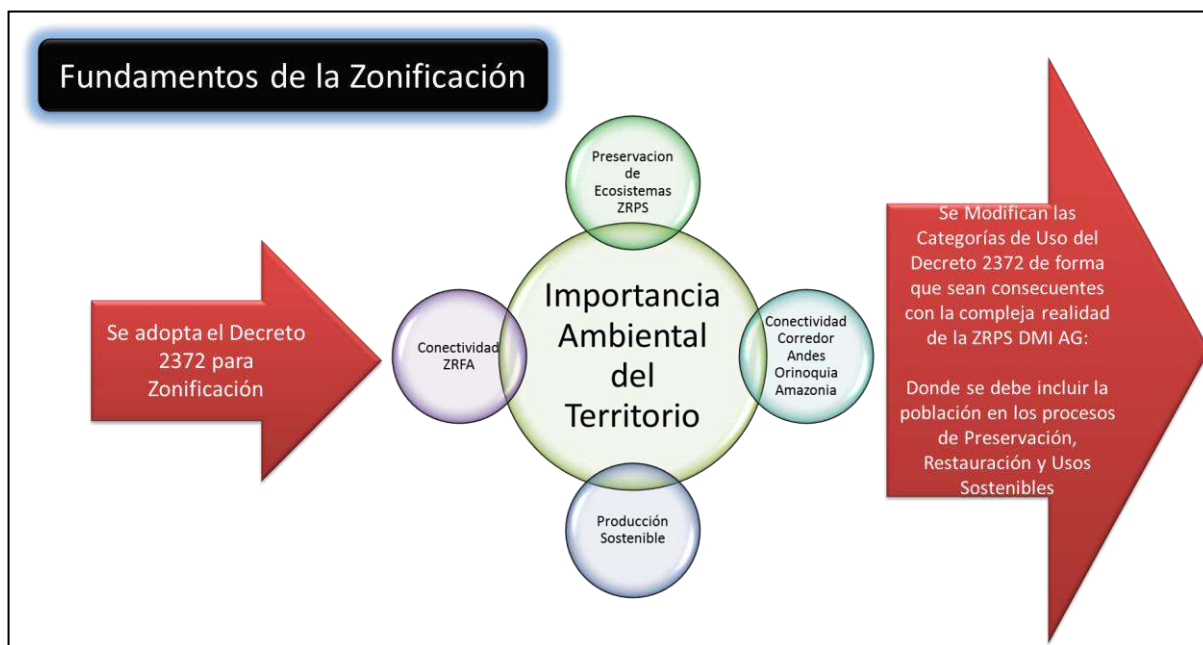 Fundamentos de la Zonificación
Se adopta el Decreto
2372 para
Zonificación
Preservacion
de
Ecosistemas
ZRPS
Conectividad
ZRFA
Importancia
Ambiental
del
Territorio
Conectividad
Corredor
Andes
Orinoquia
Amazonia
Producción
Sostenible
Se Modifican las
Categorías de Uso del
Decreto 2372 de forma
que sean consecuentes
con la compleja realidad
de la ZRPS DMI AG:
Donde se debe incluir la
población en los procesos
de Preservación,
Restauración y Usos
Sostenibles